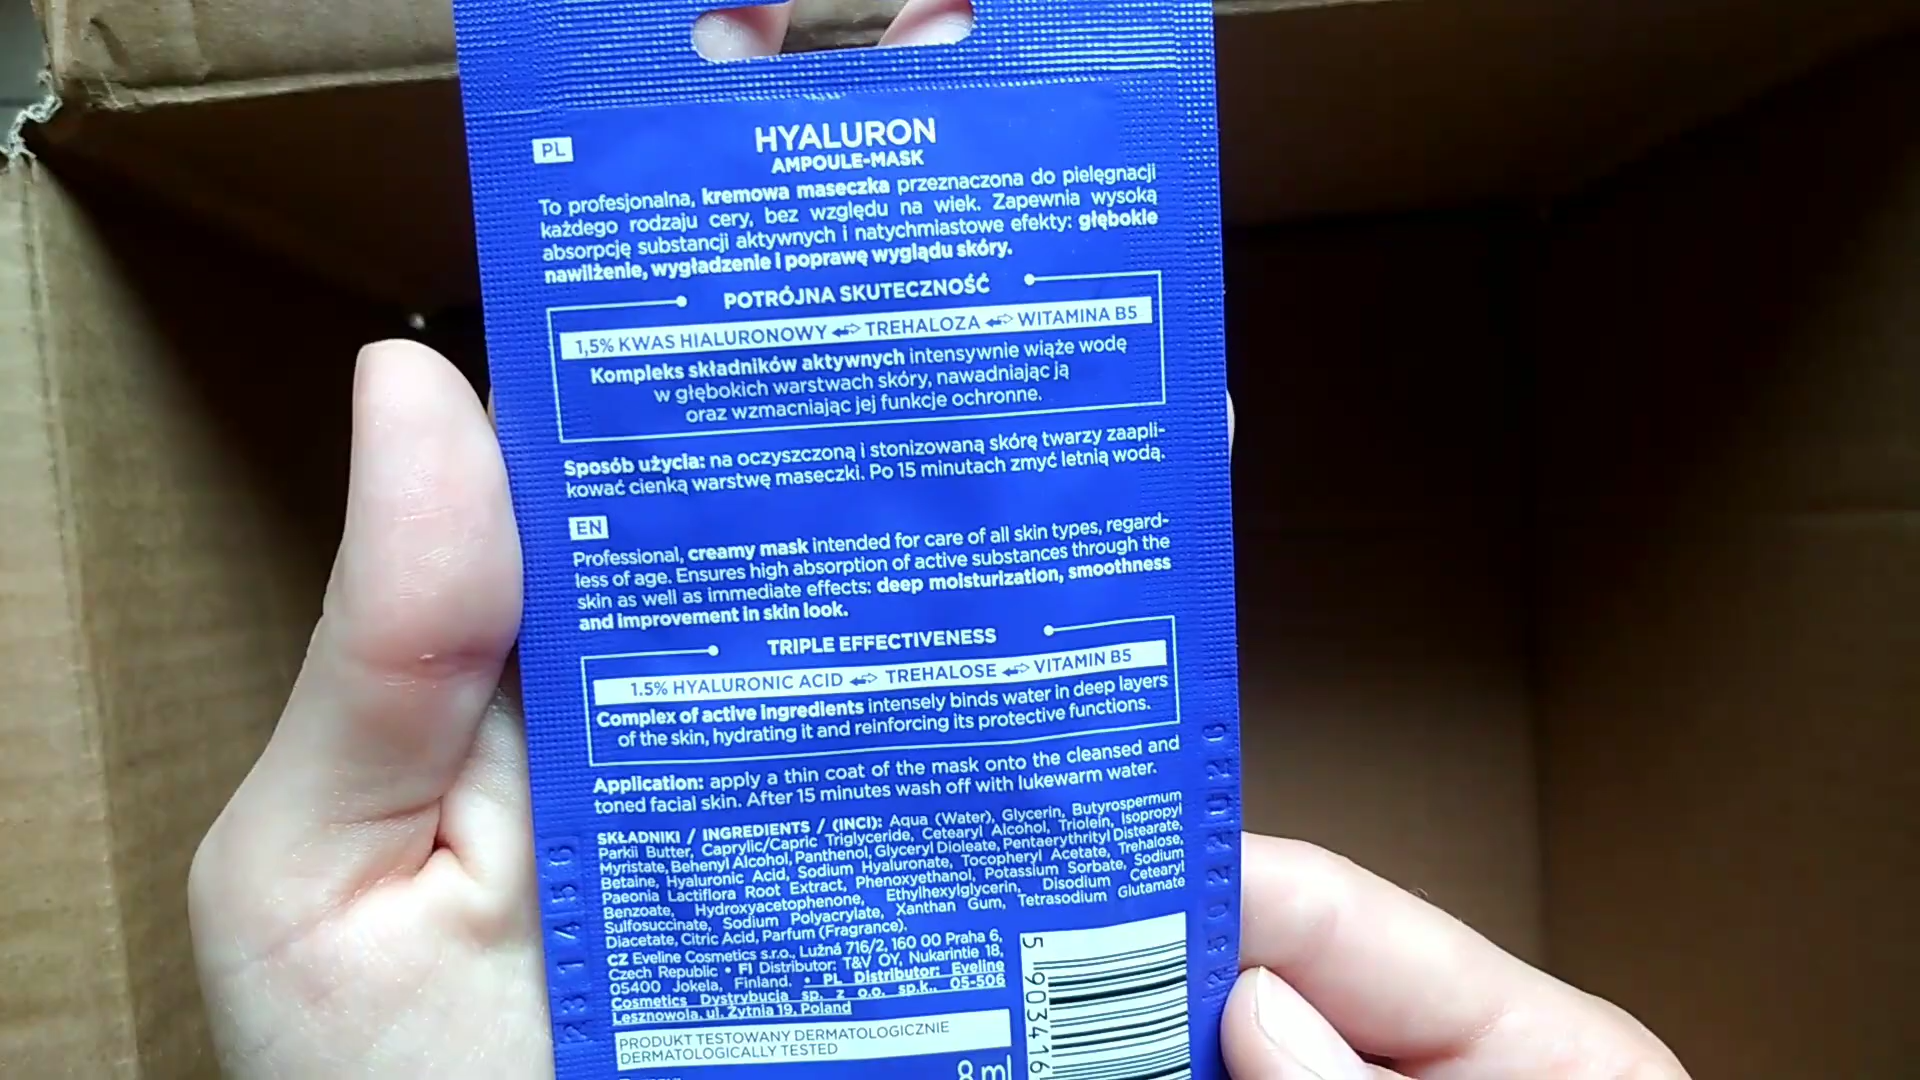 PL
HYALURON
AMPOULE-MASK
To profesjonalna, kremowa maseczka przeznaczona do pielęgnacji
każdego rodzaju cery, bez względu na wiek. Zapewnia wysoką
absorpcję substancji aktywnych i natychmiastowe efekty: głębokie
nawilżenie, wygładzenie i poprawę wyglądu skóry.
POTRÓJNA SKUTECZNOŚĆ
1,5% KWAS HIALURONOWY TREHALOZA WITAMINA B5
Kompleks składników aktywnych intensywnie wiąże wodę
w głębokich warstwach skóry, nawadniając ją
oraz wzmacniając jej funkcje ochronne.
Sposób użycia: na oczyszczoną i stonizowaną skórę twarzy zaapli-
kować cienką warstwę maseczki. Po 15 minutach zmyć letnią wodą.
EN
Professional, creamy mask intended for care of all skin types, regard-
less of age. Ensures high absorption of active substances through the
skin as well as immediate effects: deep moisturization, smoothness
and improvement in skin look.
TRIPLE EFFECTIVENESS
1.5% HYALURONIC ACID TREHALOSE VITAMIN B5
Complex of active ingredients intensely binds water in deep layers
of the skin, hydrating it and reinforcing its protective functions.
Application: apply a thin coat of the mask onto the cleansed and
toned facial skin. After 15 minutes wash off with lukewarm water.
SKŁADNIKI / INGREDIENTS / (INCI): Aqua (Water), Glycerin, Butyrospermum
Parkii Butter, Caprylic/Capric Triglyceride, Cetearyl Alcohol, Triolein, Isopropyl
Myristate, Behenyl Alcohol, Panthenol, Glyceryl Dioleate, Pentaerythrityl Distearate,
Betaine, Hyaluronic Acid, Sodium Hyaluronate, Tocopheryl Acetate, Trehalose,
Paeonia Lactiflora Root Extract, Phenoxyethanol, Potassium Sorbate, Sodium
Benzoate, Hydroxyacetophenone, Ethylhexylglycerin, Disodium Cetearyl
Sulfosuccinate, Sodium Polyacrylate, Xanthan Gum, Tetrasodium Glutamate
Diacetate, Citric Acid, Parfum (Fragrance).
CZ Eveline Cosmetics s.r.o., Lužná 716/2, 160 00 Praha 6,
Czech Republic • FI Distributor: T&V OY, Nukarintie 18,
05400 Jokela, Finland. • PL Distributor: Eveline
Cosmetics Dystrybucja sp. z o.o. sp.k., 05-506
Lesznowola, ul. Żytnia 19, Poland
PRODUKT TESTOWANY DERMATOLOGICZNIE
DERMATOLOGICALLY TESTED
8 ml
5 903416